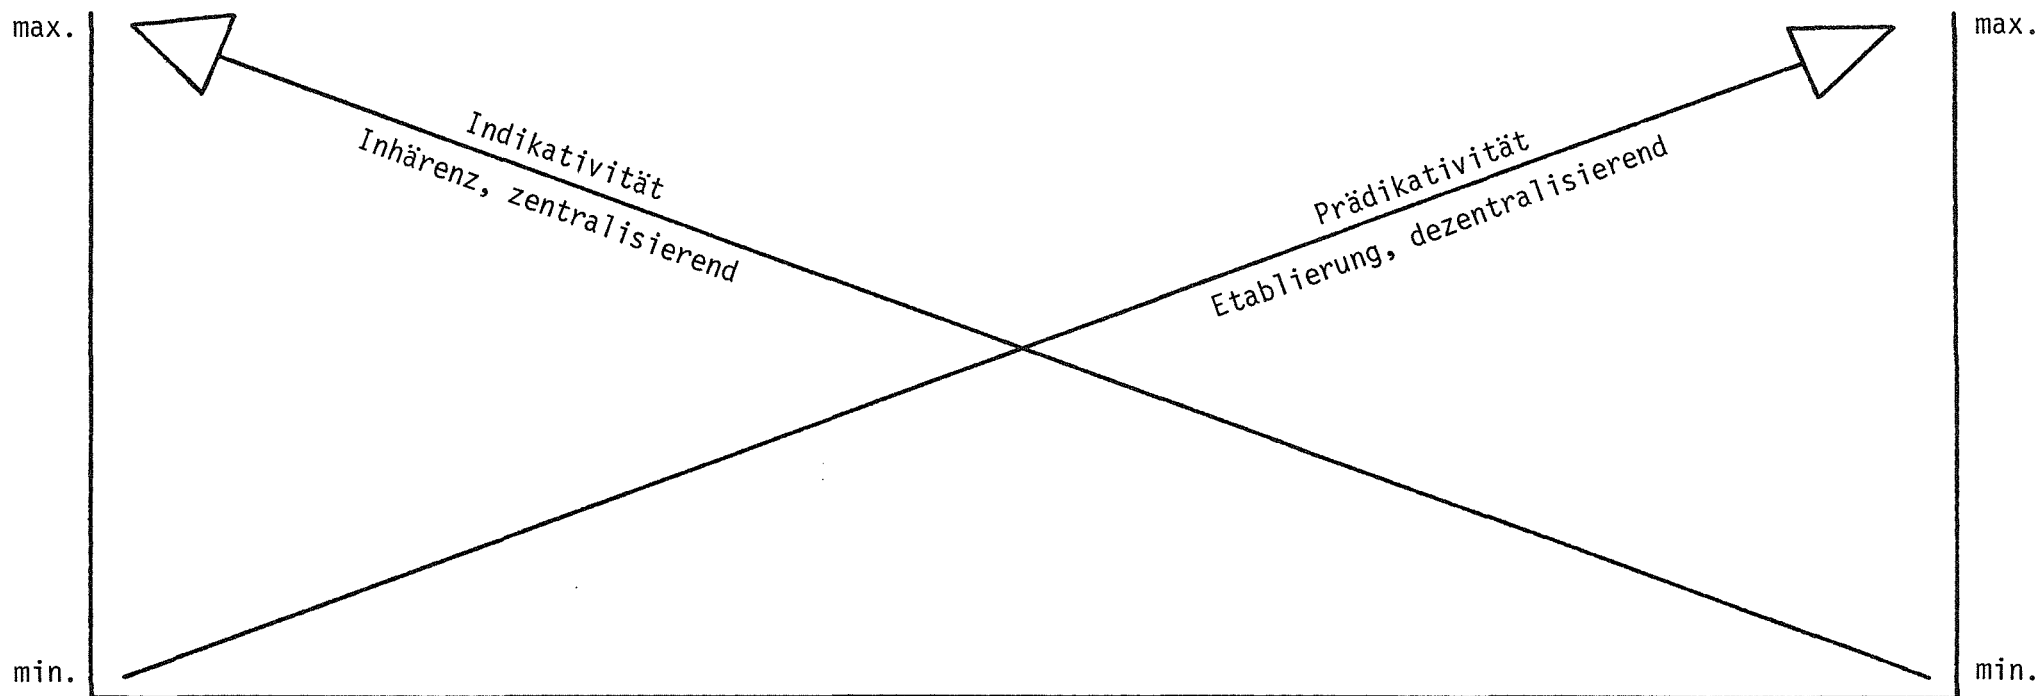 max.
max.
Indikativität
Inhärenz, zentralisierend
Prädikativität
Etablierung, dezentralisierend
min.
min.